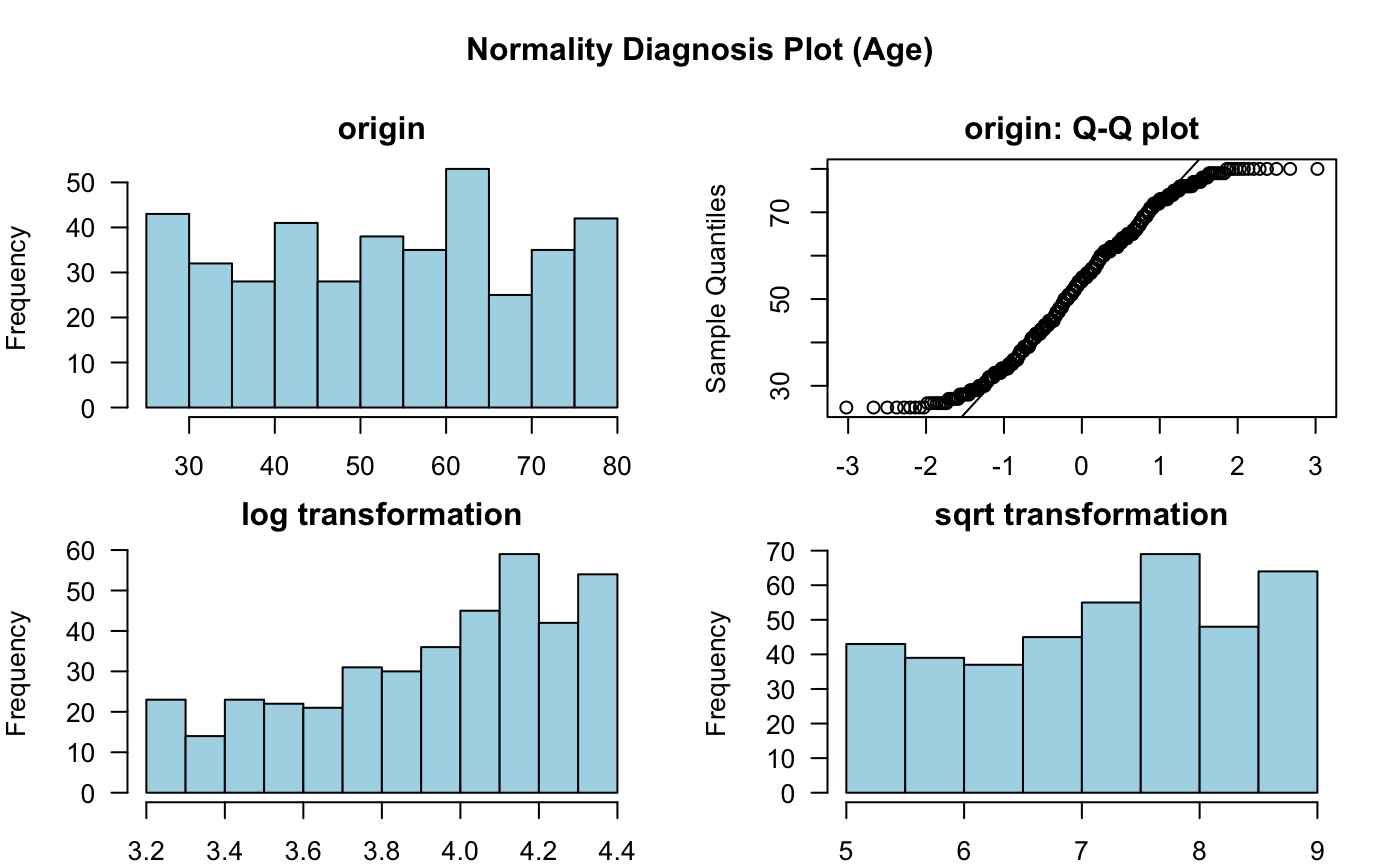 Normality Diagnosis Plot (Age)
origin
Frequency
50
40
30
20
10
0
30 40 50 60 70 80
origin: Q-Q plot
Sample Quantiles
70
50
30
-3 -2 -1 0 1 2 3
log transformation
Frequency
60
50
40
30
20
10
0
3.2 3.4 3.6 3.8 4.0 4.2 4.4
sqrt transformation
Frequency
70
60
50
40
30
20
10
0
5 6 7 8 9